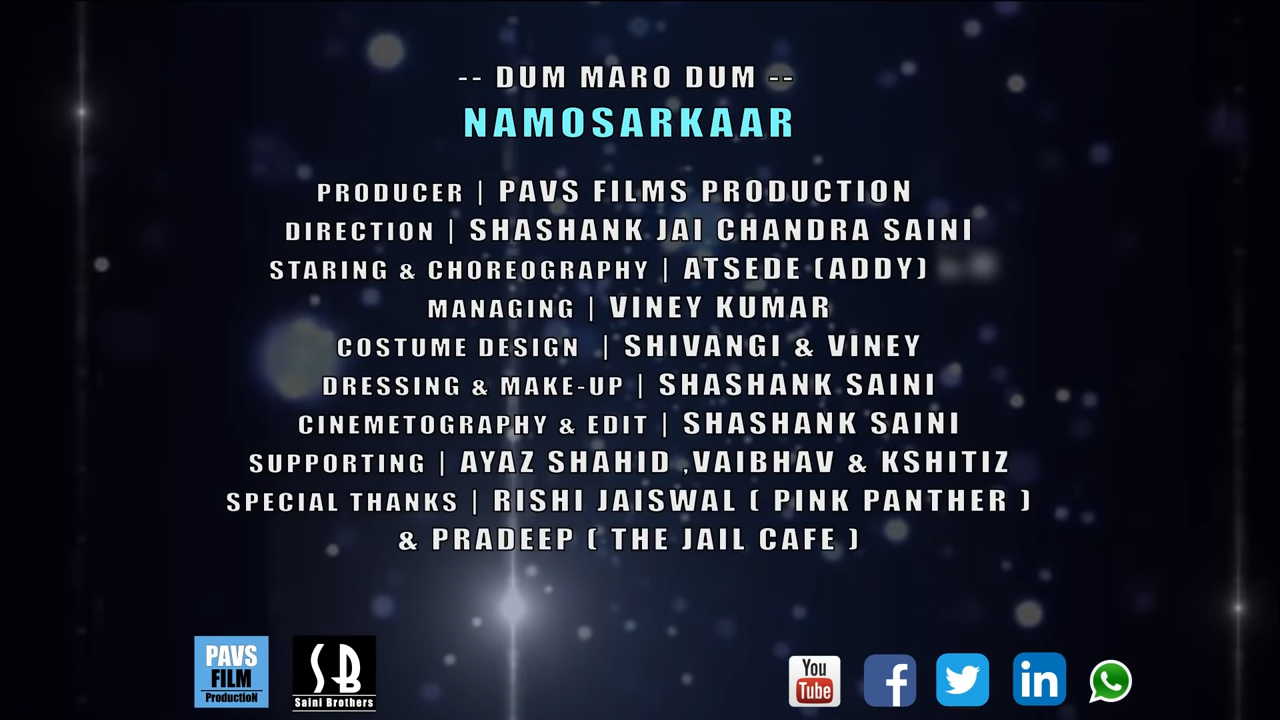 -- DUM MARO DUM --
NAMOSARKAAR
PRODUCER | PAVS FILMS PRODUCTION
DIRECTION | SHASHANK JAI CHANDRA SAINI
STARING & CHOREOGRAPHY | ATSEDE (ADDY)
MANAGING | VINEY KUMAR
COSTUME DESIGN | SHIVANGI & VINEY
DRESSING & MAKE-UP | SHASHANK SAINI
CINEMETOGRAPHY & EDIT | SHASHANK SAINI
SUPPORTING | AYAZ SHAHID ,VAIBHAV & KSHITIZ
SPECIAL THANKS | RISHI JAISWAL ( PINK PANTHER )
& PRADEEP ( THE JAIL CAFE )
PAVS
FILM
ProductioN
SB
Saini Brothers
You
Tube
f
in